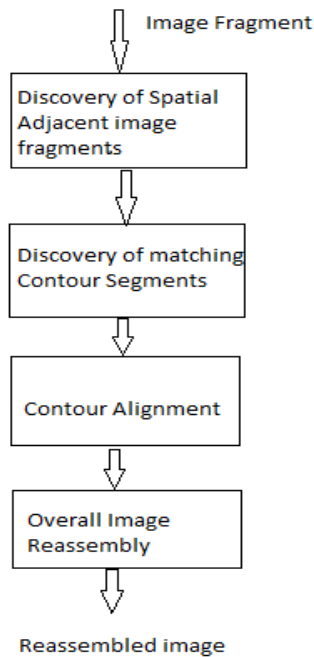 Image Fragment
Discovery of Spatial
Adjacent image
fragments
Discovery of matching
Contour Segments
Contour Alignment
Overall Image
Reassembly
Reassembled image